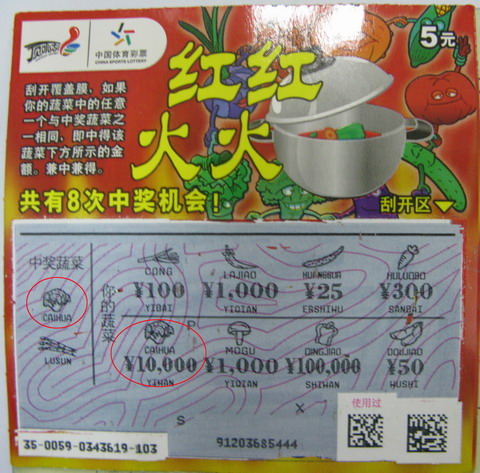 顶呱刮
中国体育彩票
CHINA SPORTS LOTTERY
5元
红红
火火
刮开覆盖膜，如果
你的蔬菜中的任意
一个与中奖蔬菜之
一相同，即中得该
蔬菜下方所示的金
额。兼中兼得。
共有8次中奖机会！
刮开区
中奖蔬菜
CAIHUA
LUSUN
你的蔬菜
CONG LAJIAO HUANGGUA HULUOBO
¥100 ¥1,000 ¥25 ¥300
YIBAI YIQIAN ERSHIWU SANBAI
P
CAIHUA MOGU QINGJIAO DOUJIAO
¥10,000 ¥1,000 ¥100,000 ¥50
YIWAN YIQIAN SHIWAN WUSHI
使用过
S X
35-0059-0343619-103
91203685444